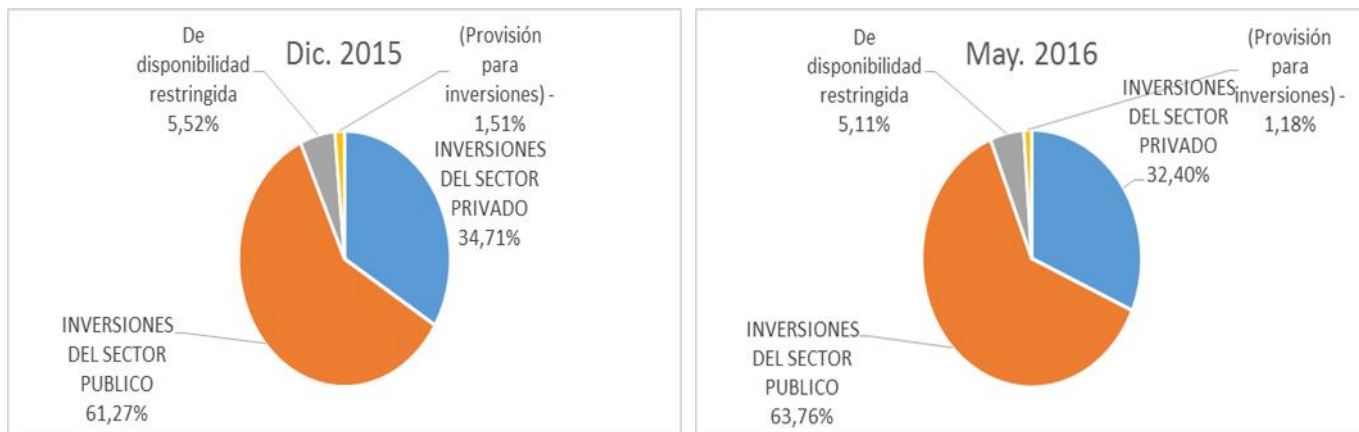 Dic. 2015
De
disponibilidad
restringida
5,52%
(Provisión
para
inversiones) -
1,51%
INVERSIONES
DEL SECTOR
PRIVADO
34,71%
INVERSIONES
DEL SECTOR
PUBLICO
61,27%
May. 2016
De
disponibilidad
restringida
5,11%
(Provisión
para
inversiones) -
1,18%
INVERSIONES
DEL SECTOR
PRIVADO
32,40%
INVERSIONES
DEL SECTOR
PUBLICO
63,76%